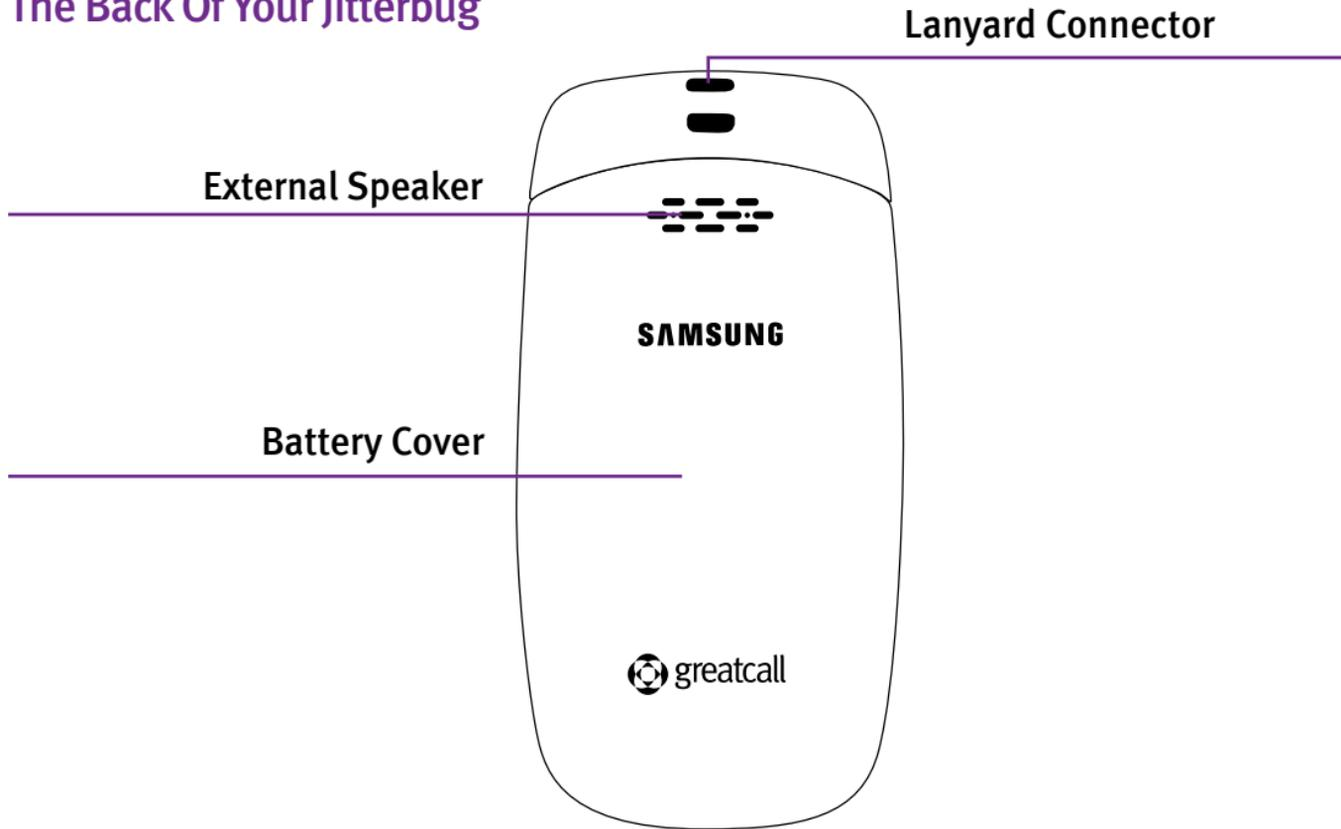 The Back Of Your Jitterbug
Lanyard Connector
External Speaker
SAMSUNG
Battery Cover
greatcall